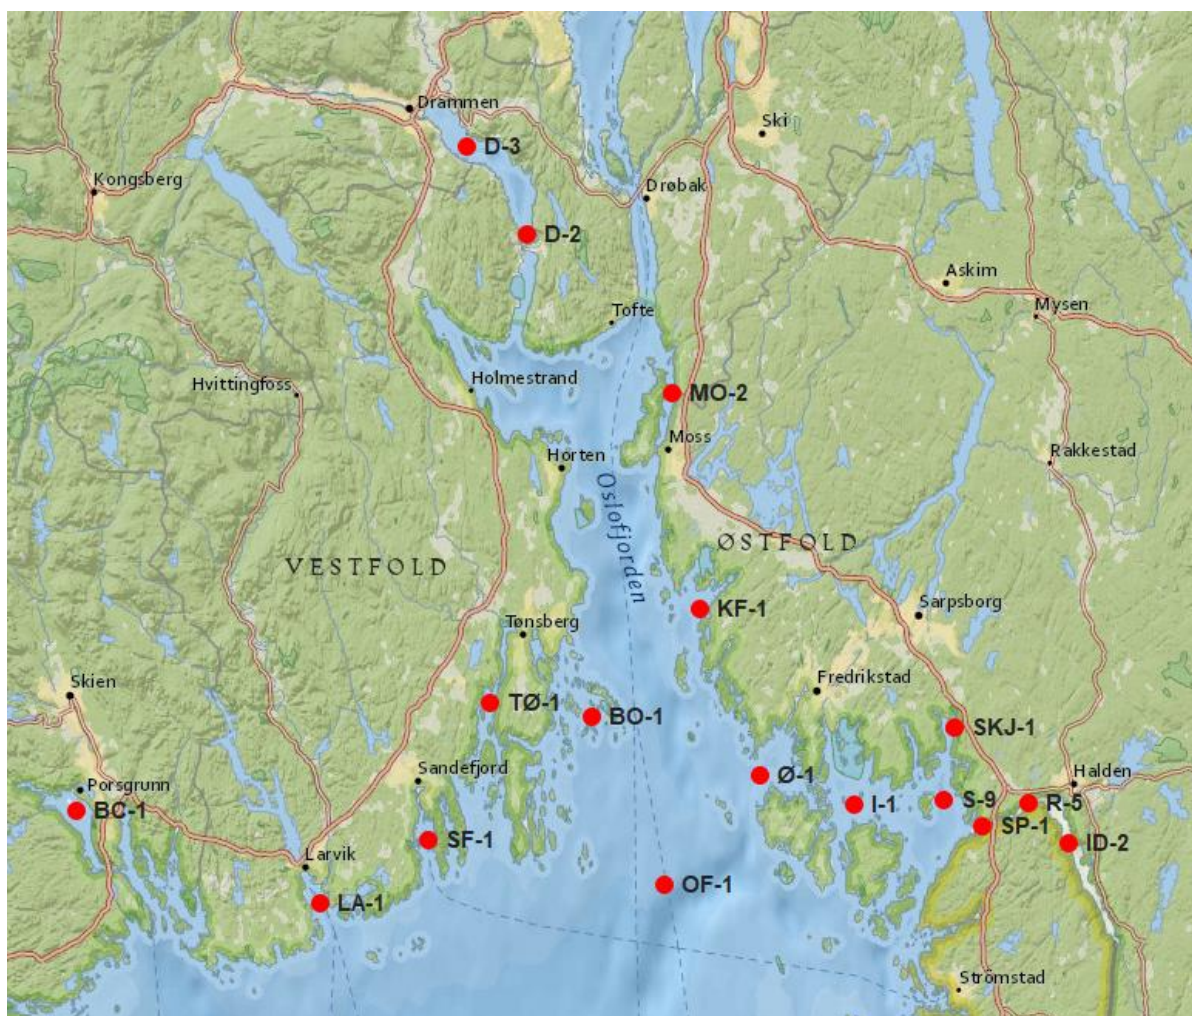 Drammen
Ski
D-3
Kongsberg
Drøbak
D-2
Askim
Mysen
Tofte
Holmestrand
Hvittingfoss
MO-2
Moss
Horten
Rakkestad
Oslofjorden
ØSTFOLD
VESTFOLD
KF-1
Sarpsborg
Tønsberg
Skien
Fredrikstad
TØ-1
BO-1
SKJ-1
Sandefjord
Ø-1
Halden
Porsgrunn
BC-1
I-1
S-9
R-5
SP-1
SF-1
ID-2
Larvik
OF-1
LA-1
Strömstad